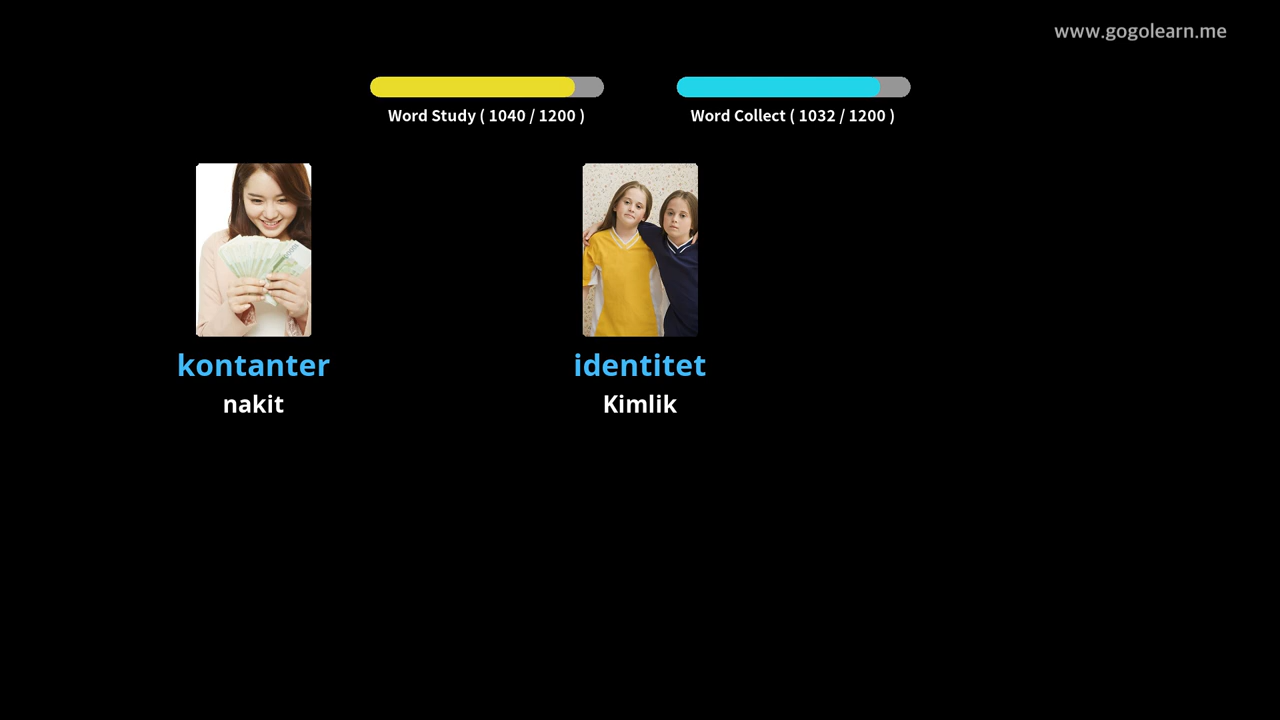 www.gogolearn.me
Word Study ( 1040 / 1200 )
Word Collect ( 1032 / 1200 )
kontanter
nakit
identitet
Kimlik